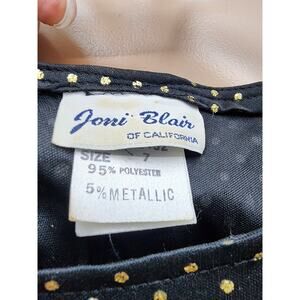 Joni Blair
OF CALIFORNIA
SIZE 7
95% POLYESTER
5% METALLIC